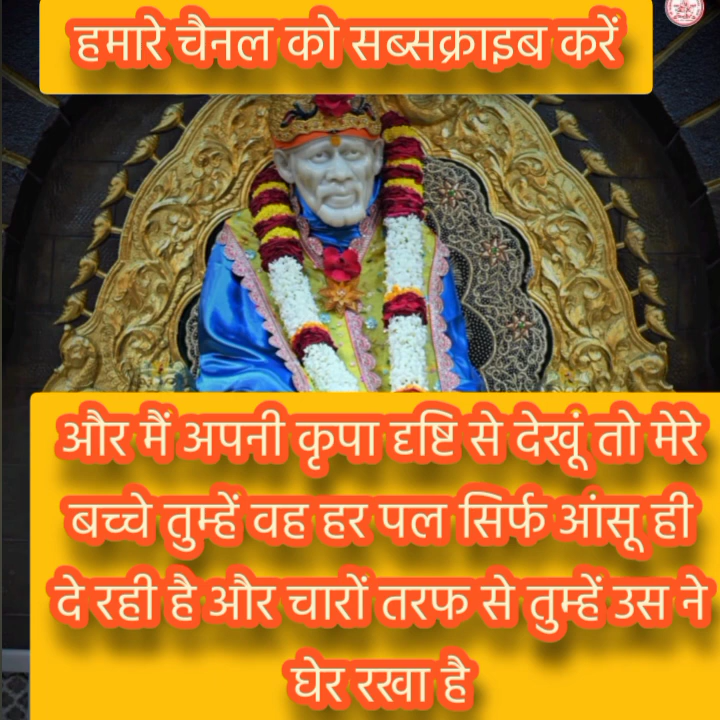 हमारे चैनल को सब्सक्राइब करें
और मैं अपनी कृपा दृष्टि से देखूं तो मेरे
बच्चे तुम्हें वह हर पल सिर्फ आंसू ही
दे रही है और चारों तरफ से तुम्हें उस ने
घेर रखा है